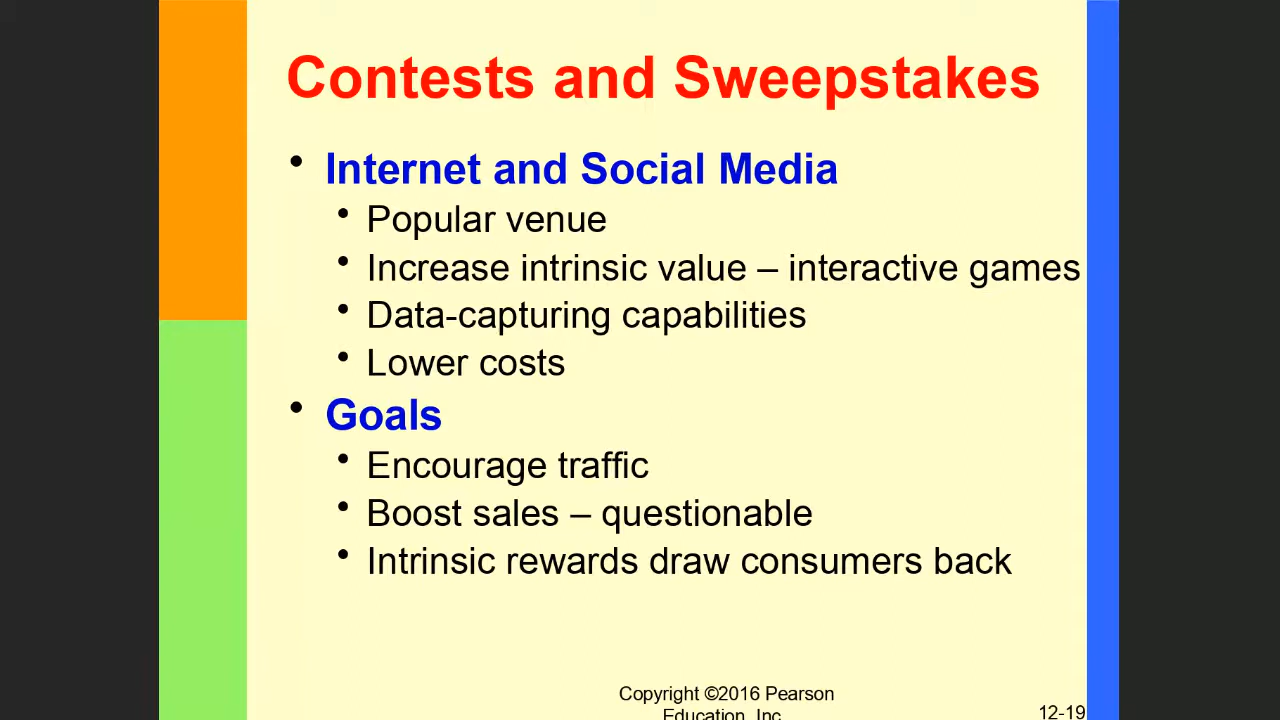 Contests and Sweepstakes
• Internet and Social Media
• Popular venue
• Increase intrinsic value – interactive games
• Data-capturing capabilities
• Lower costs
• Goals
• Encourage traffic
• Boost sales – questionable
• Intrinsic rewards draw consumers back
Copyright ©2016 Pearson
Education, Inc
12-19